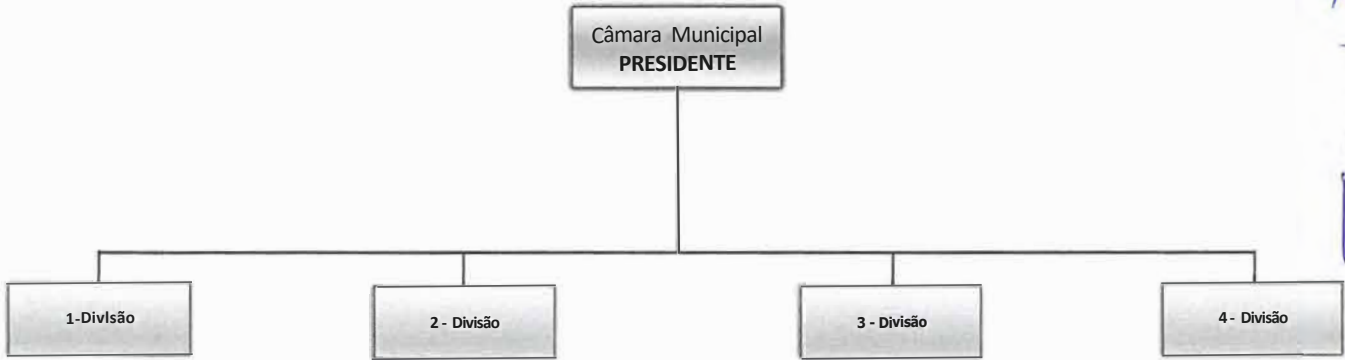 Câmara Municipal
PRESIDENTE
1-Divlsão
2 - Divisão
3 - Divisão
4 - Divisão